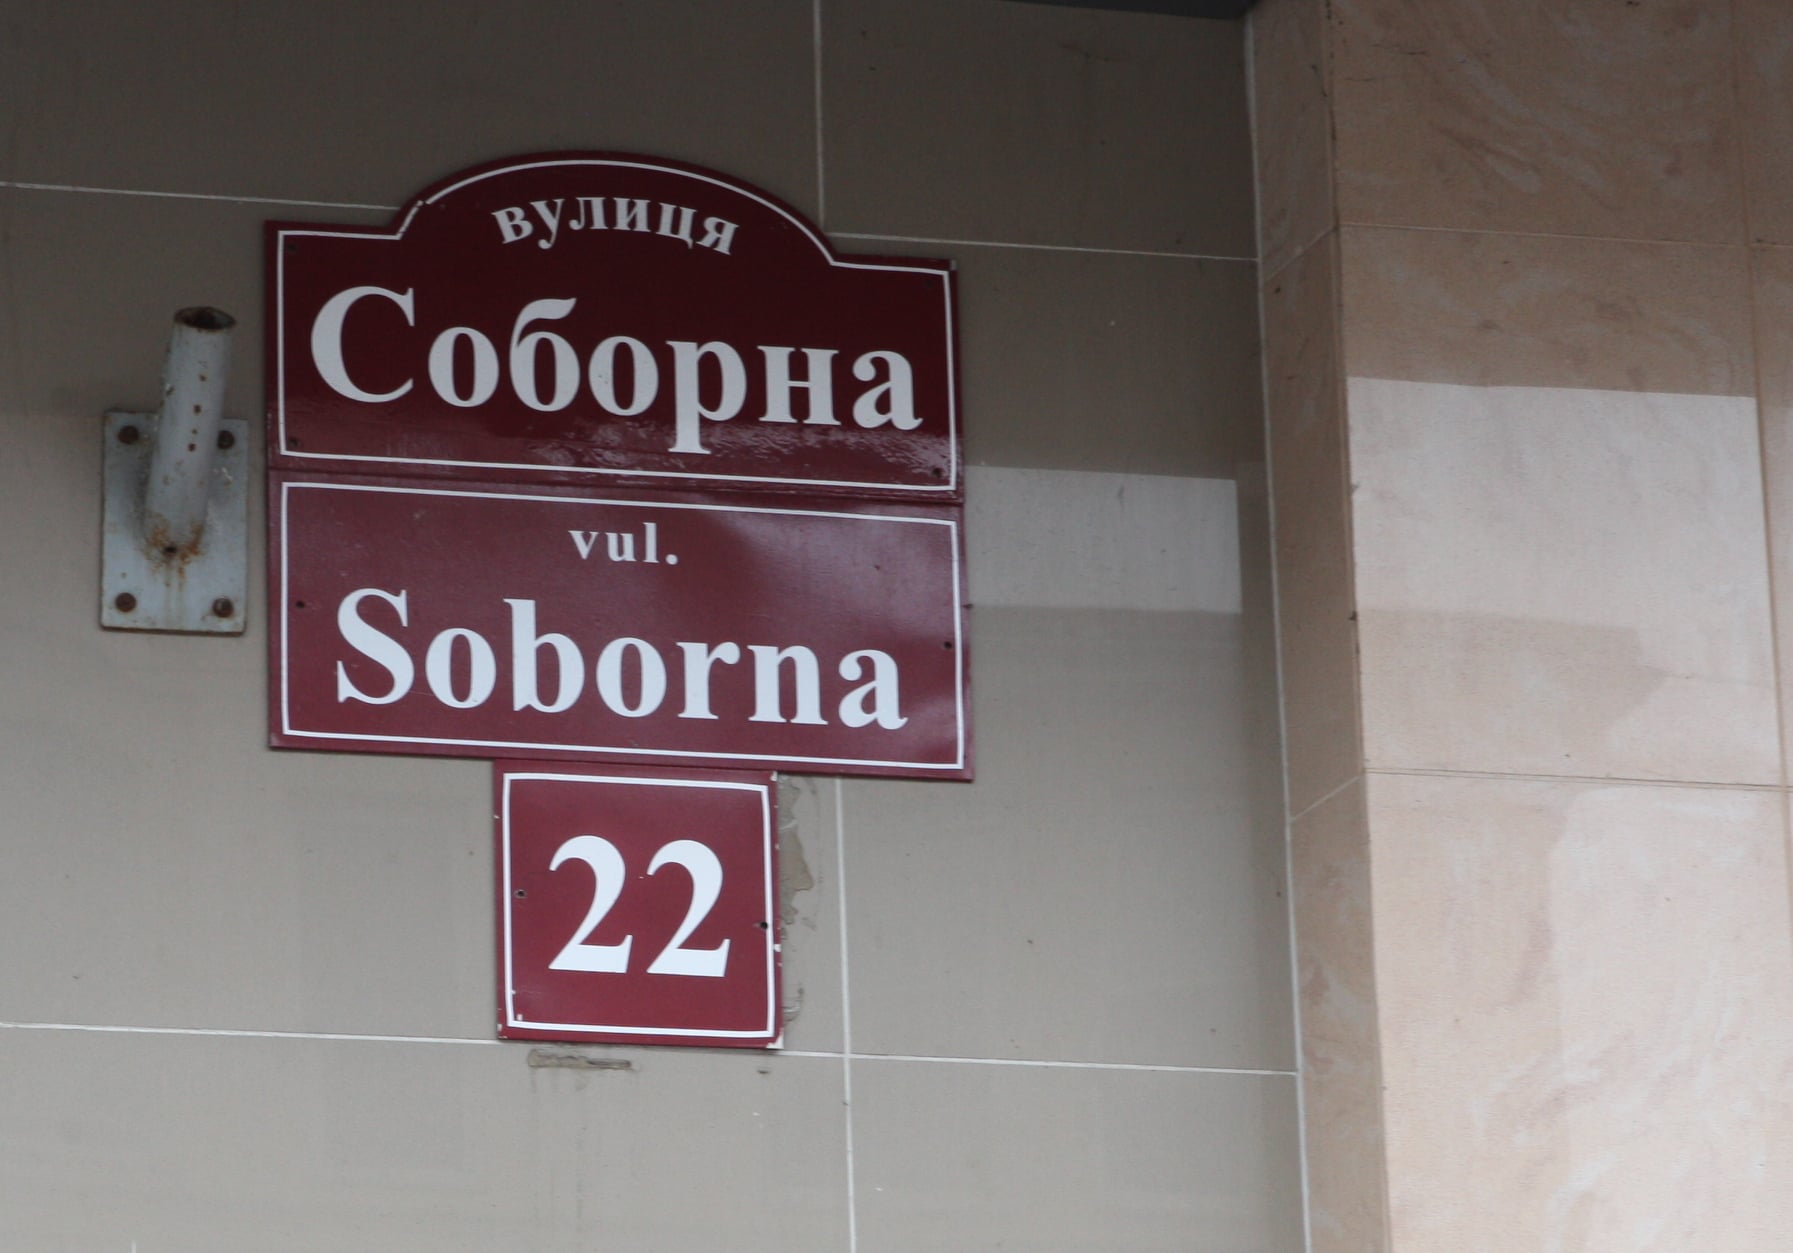 вулиця
Соборна
vul.
Soborna
22